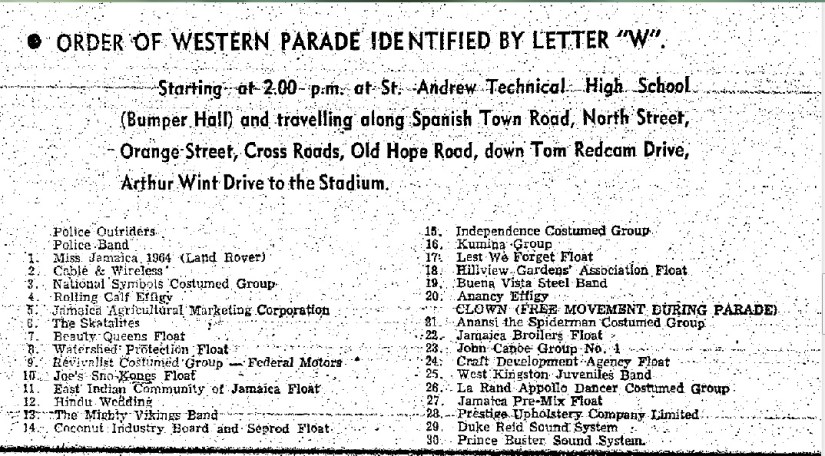 ● ORDER OF WESTERN PARADE IDENTIFIED BY LETTER "W".
Starting at 2.00 p.m. at St. Andrew Technical High School
(Bumper Hall) and travelling along Spanish Town Road, North Street,
Orange Street, Cross Roads, Old Hope Road, down Tom Redcam Drive,
Arthur Wint Drive to the Stadium.
Police Outriders
Police Band
1. Miss Jamaica 1964 (Land Rover)
2. Cable & Wireless
3. National Symbols Costumed Group
4. Rolling Calf Effigy
5. Jamaica Agricultural Marketing Corporation
6. The Skatalites
7. Beauty Queens Float
8. Watershed Protection Float
9. Revivalist Costumed Group — Federal Motors
10. Joe's Sno-Kones Float
11. East Indian Community of Jamaica Float
12. Hindu Wedding
13. The Mighty Vikings Band
14. Coconut Industry Board and Seprod Float
15. Independence Costumed Group
16. Kumina Group
17. Lest We Forget Float
18. Hillview Gardens' Association Float
19. Buena Vista Steel Band
20. Anancy Effigy
CLOWN (FREE MOVEMENT DURING PARADE)
21. Anansi the Spiderman Costumed Group
22. Jamaica Broilers Float
23. John Canoe Group No. 1
24. Craft Development Agency Float
25. West Kingston Juveniles Band
26. La Rand Appollo Dancer Costumed Group
27. Jamaica Pre-Mix Float
28. Prestige Upholstery Company Limited
29. Duke Reid Sound System
30. Prince Buster Sound System.